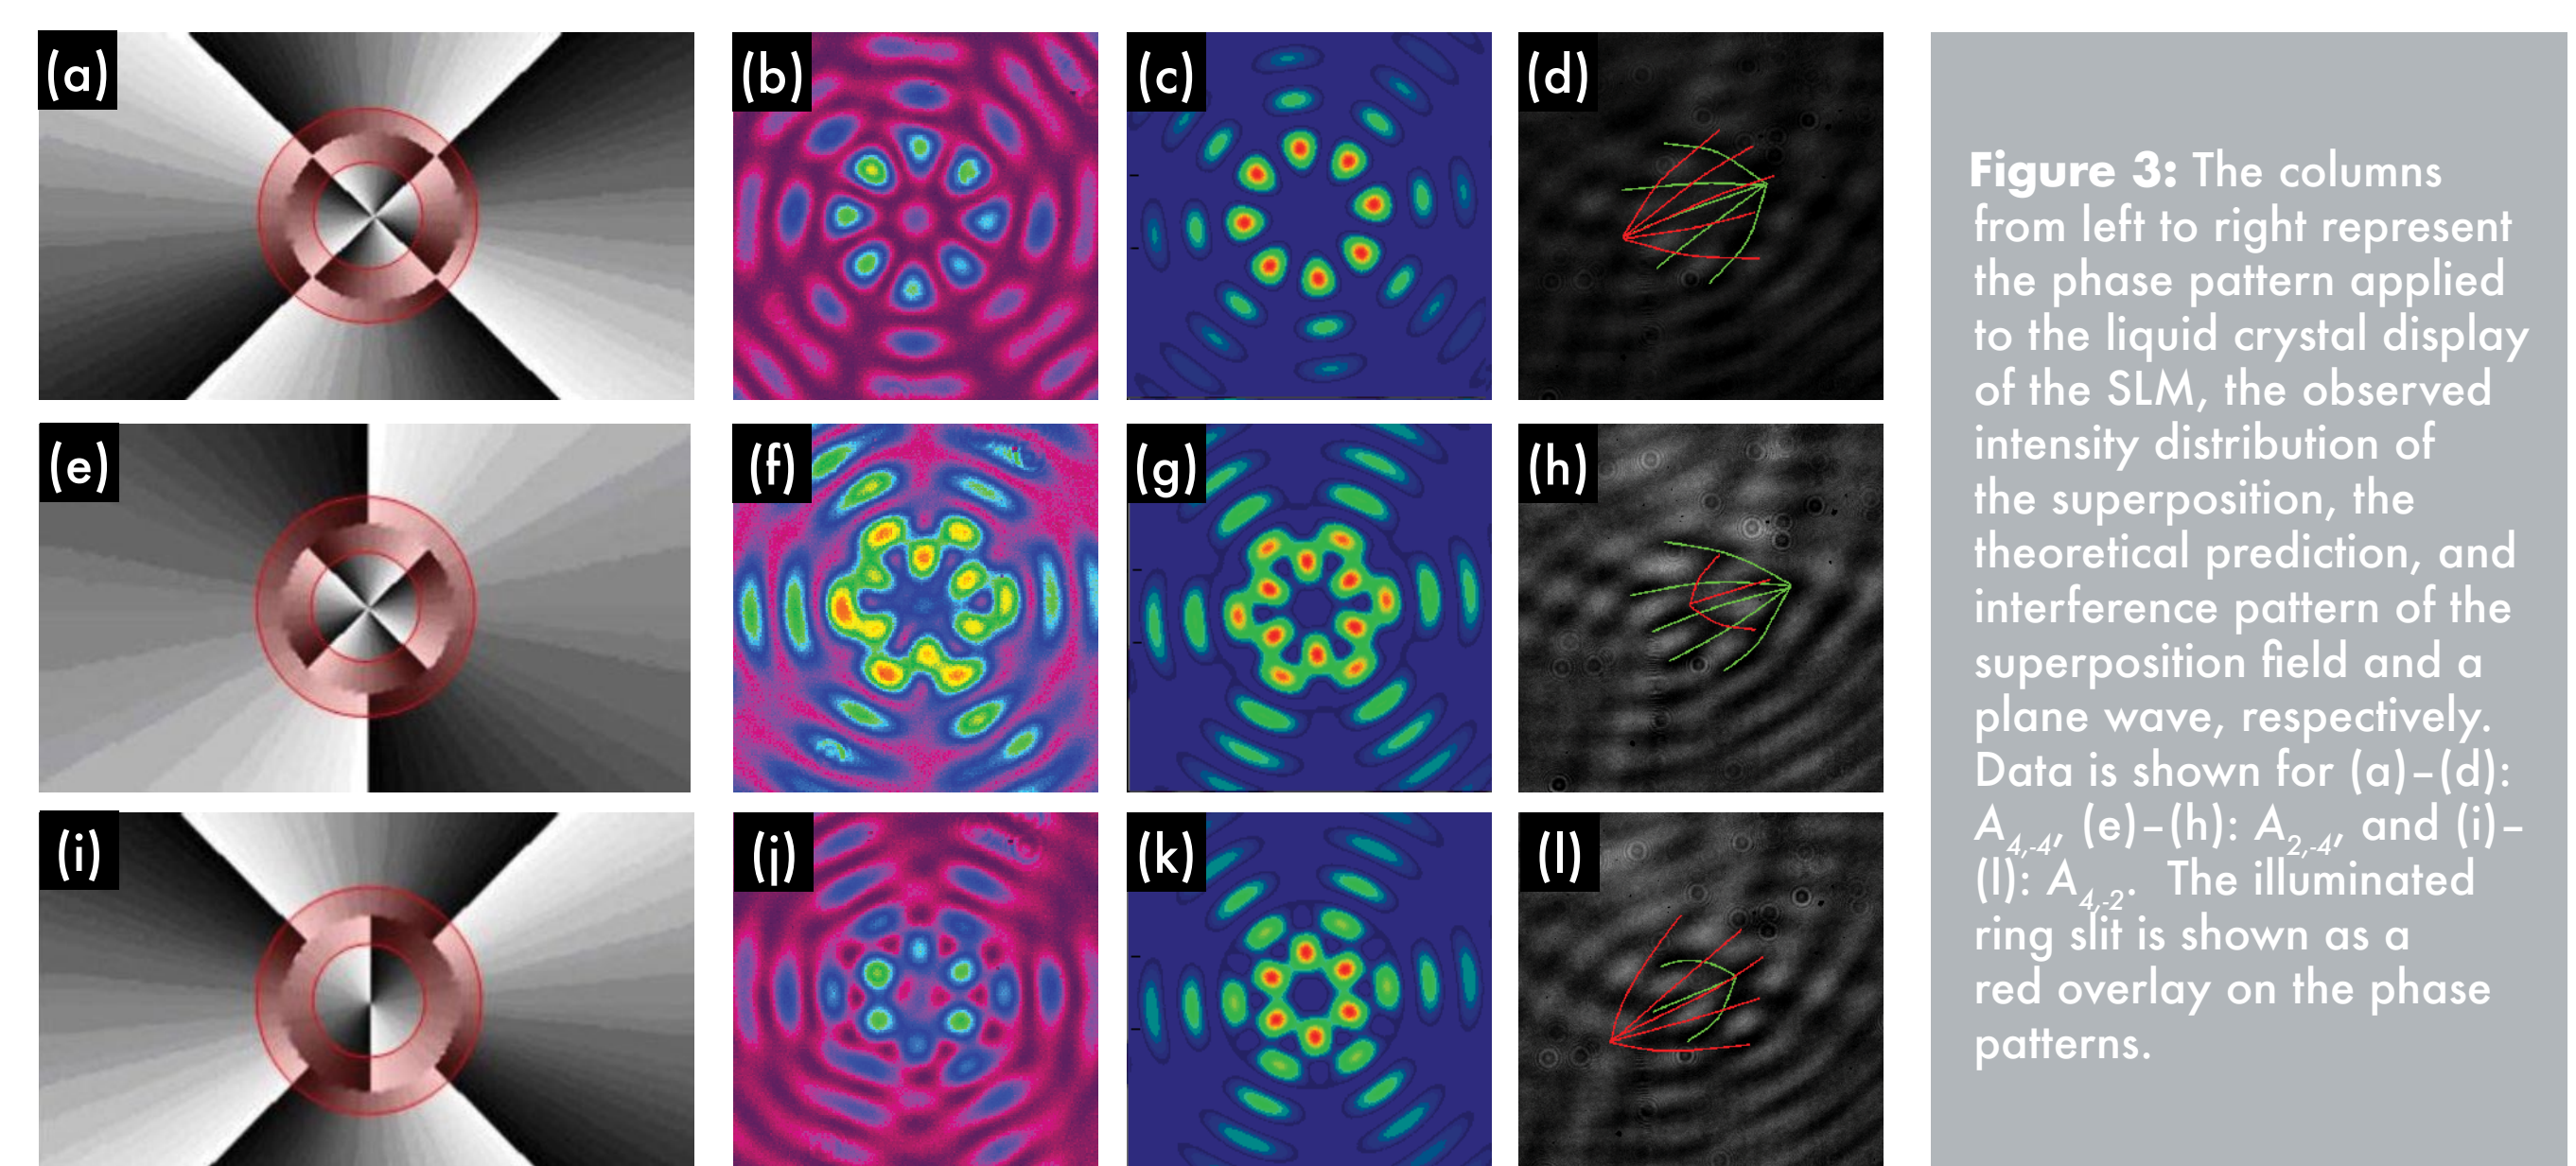 (a)
(b)
(c)
(d)
(e)
(f)
(g)
(h)
(i)
(j)
(k)
(l)
Figure 3: The columns
from left to right represent
the phase pattern applied
to the liquid crystal display
of the SLM, the observed
intensity distribution of
the superposition, the
theoretical prediction, and
interference pattern of the
superposition field and a
plane wave, respectively.
Data is shown for (a)–(d):
A4,-4, (e)–(h): A2,-4, and (i)–
(l): A4,-2. The illuminated
ring slit is shown as a
red overlay on the phase
patterns.